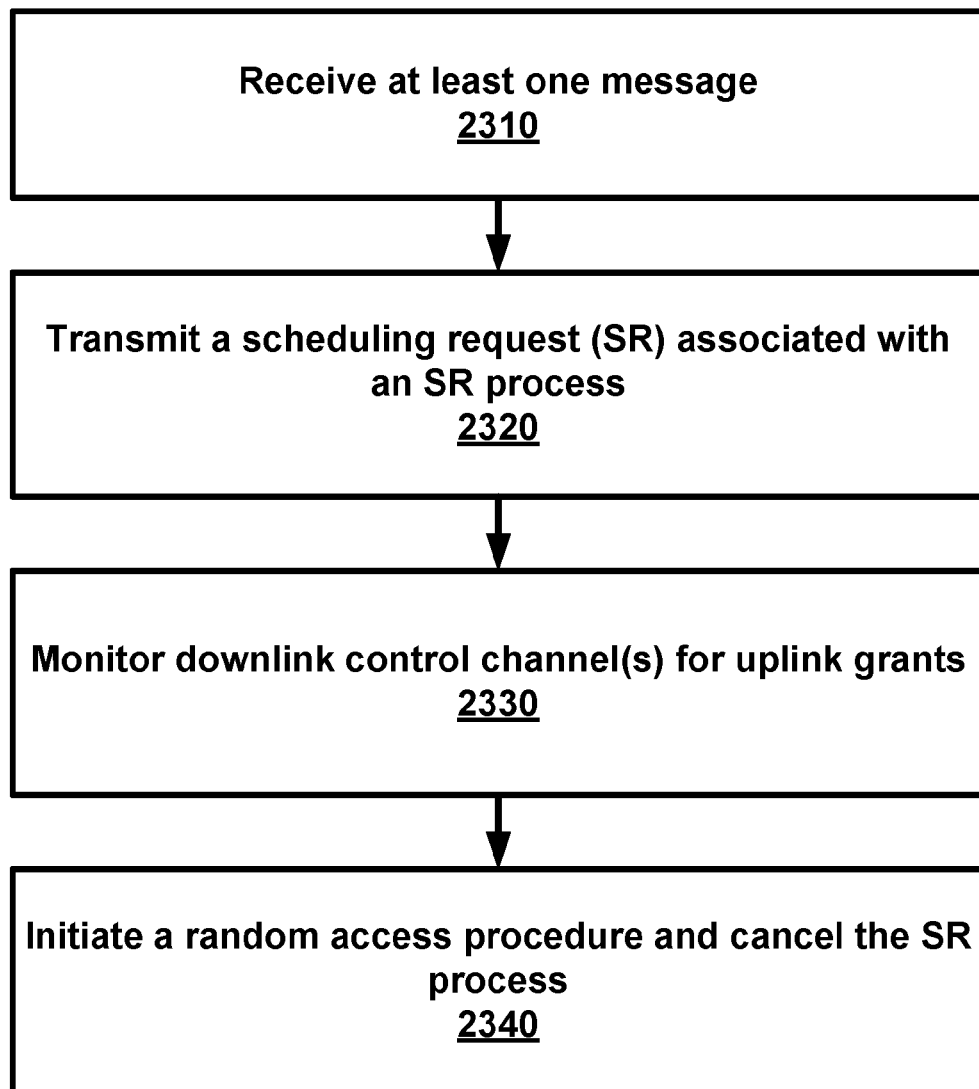 Receive at least one message
2310
Transmit a scheduling request (SR) associated with
an SR process
2320
Monitor downlink control channel(s) for uplink grants
2330
Initiate a random access procedure and cancel the SR
process
2340